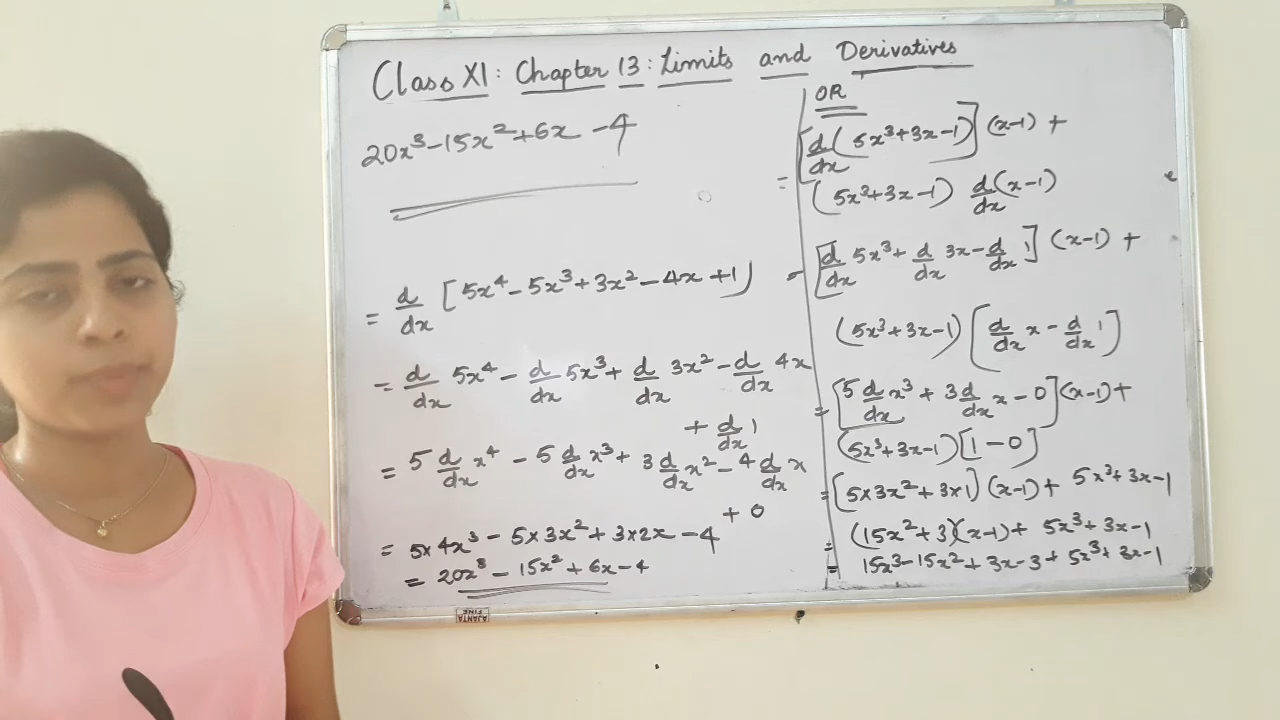 Class XI: Chapter 13: Limits and Derivatives
20x³-15x²+6x-4
= d/dx [5x⁴-5x³+3x²-4x+1]
= d/dx 5x⁴ - d/dx 5x³ + d/dx 3x² - d/dx 4x
+ d/dx 1
= 5 d/dx x⁴ - 5 d/dx x³ + 3 d/dx x² - 4 d/dx x
+ 0
= 5×4x³ - 5×3x² + 3×2x - 4
= 20x³ - 15x² + 6x - 4
OR
= [d/dx (5x³+3x-1)] (x-1) +
(5x²+3x-1) d/dx (x-1)
= [d/dx 5x³ + d/dx 3x - d/dx 1] (x-1) +
(5x³+3x-1) [d/dx x - d/dx 1]
= [5 d/dx x³ + 3 d/dx x - 0] (x-1) +
(5x³+3x-1) [1-0]
= [5×3x²+3×1] (x-1) + 5x³+3x-1
= (15x²+3)(x-1) + 5x³+3x-1
= 15x³-15x²+3x-3+5x³+3x-1
AJANTA
FINE